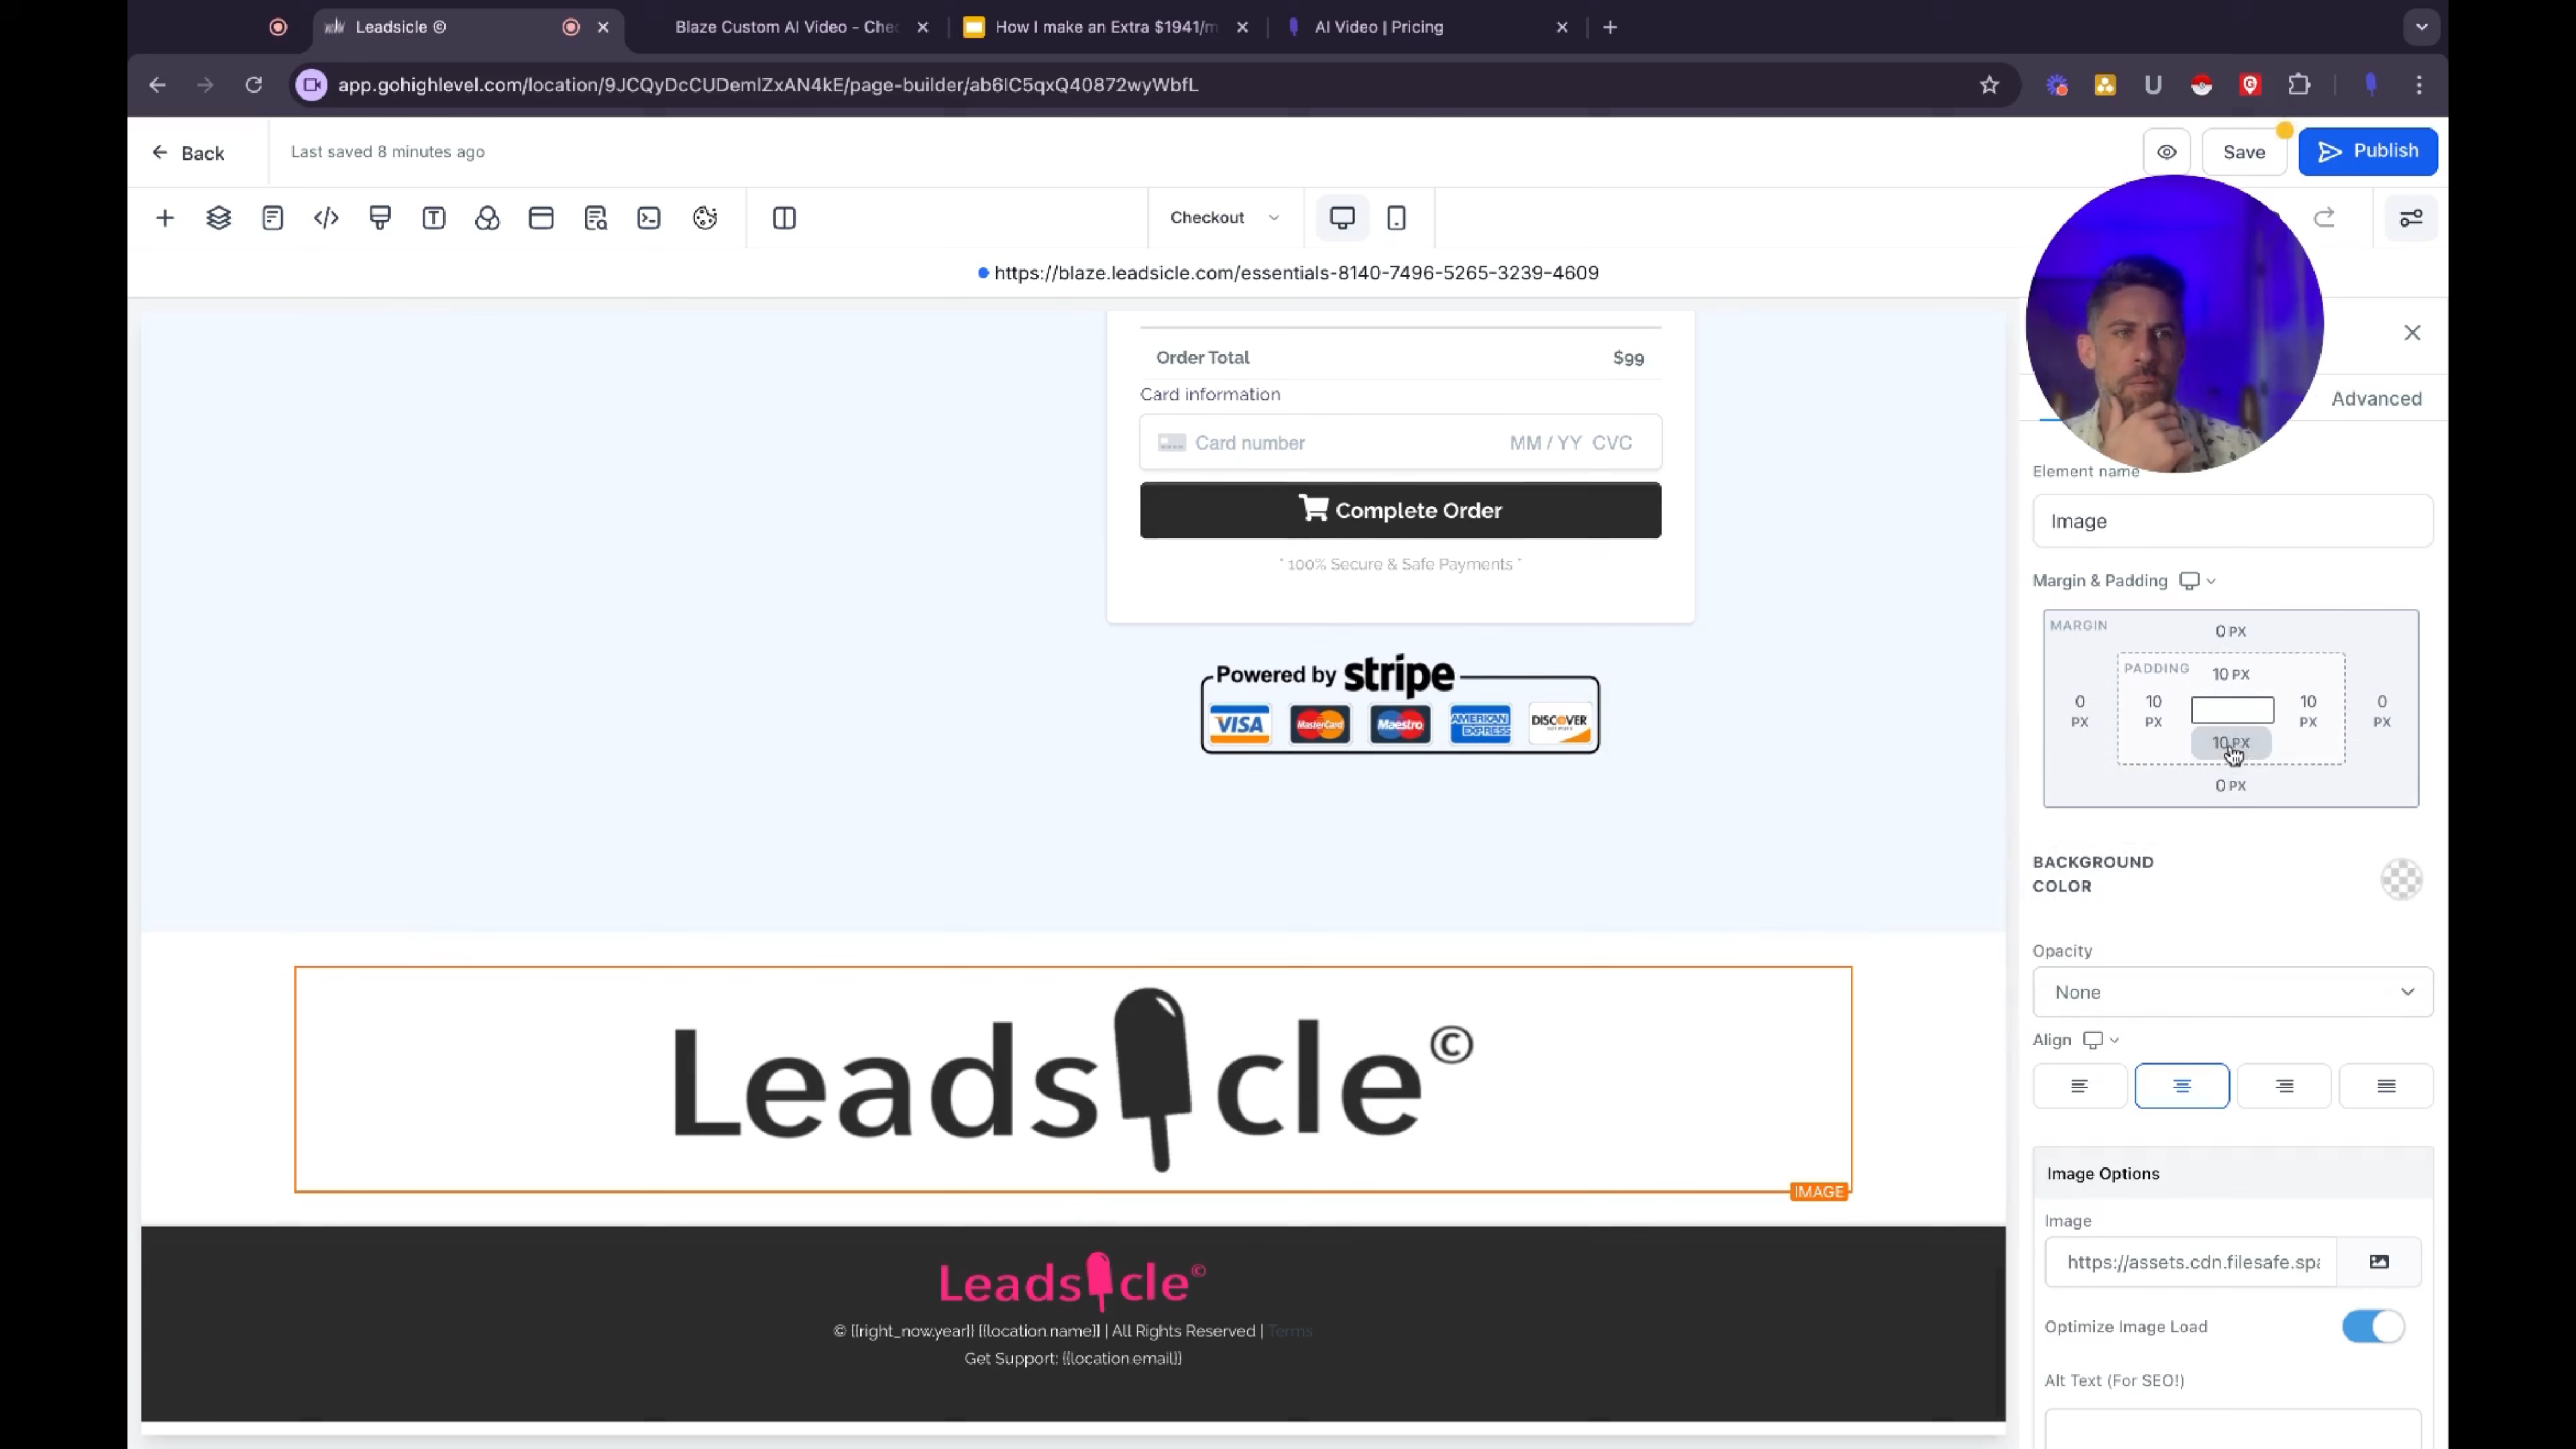 Leadsicle ©
Blaze Custom AI Video - Chec
How I make an Extra $1941/m
AI Video | Pricing
app.gohighlevel.com/location/9JCQyDcCUDemlZxAN4kE/page-builder/ab6IC5qxQ40872wyWbfL
Back
Last saved 8 minutes ago
Save
Publish
Checkout
https://blaze.leadsicle.com/essentials-8140-7496-5265-3239-4609
Order Total
$99
Card information
Card number
MM / YY CVC
Complete Order
* 100% Secure & Safe Payments *
Powered by stripe
VISA
MasterCard
Maestro
AMERICAN EXPRESS
DISCOVER
Leadsicle©
IMAGE
Leadsicle©
© {{right_now.year}} {{location.name}} | All Rights Reserved | Terms
Get Support: {{location.email}}
Advanced
Element name
Image
Margin & Padding
MARGIN
0 PX
PADDING
10 PX
0 PX
10 PX
10 PX
0 PX
10 PX
0 PX
BACKGROUND COLOR
Opacity
None
Align
Image Options
Image
https://assets.cdn.filesafe.spa
Optimize Image Load
Alt Text (For SEO!)